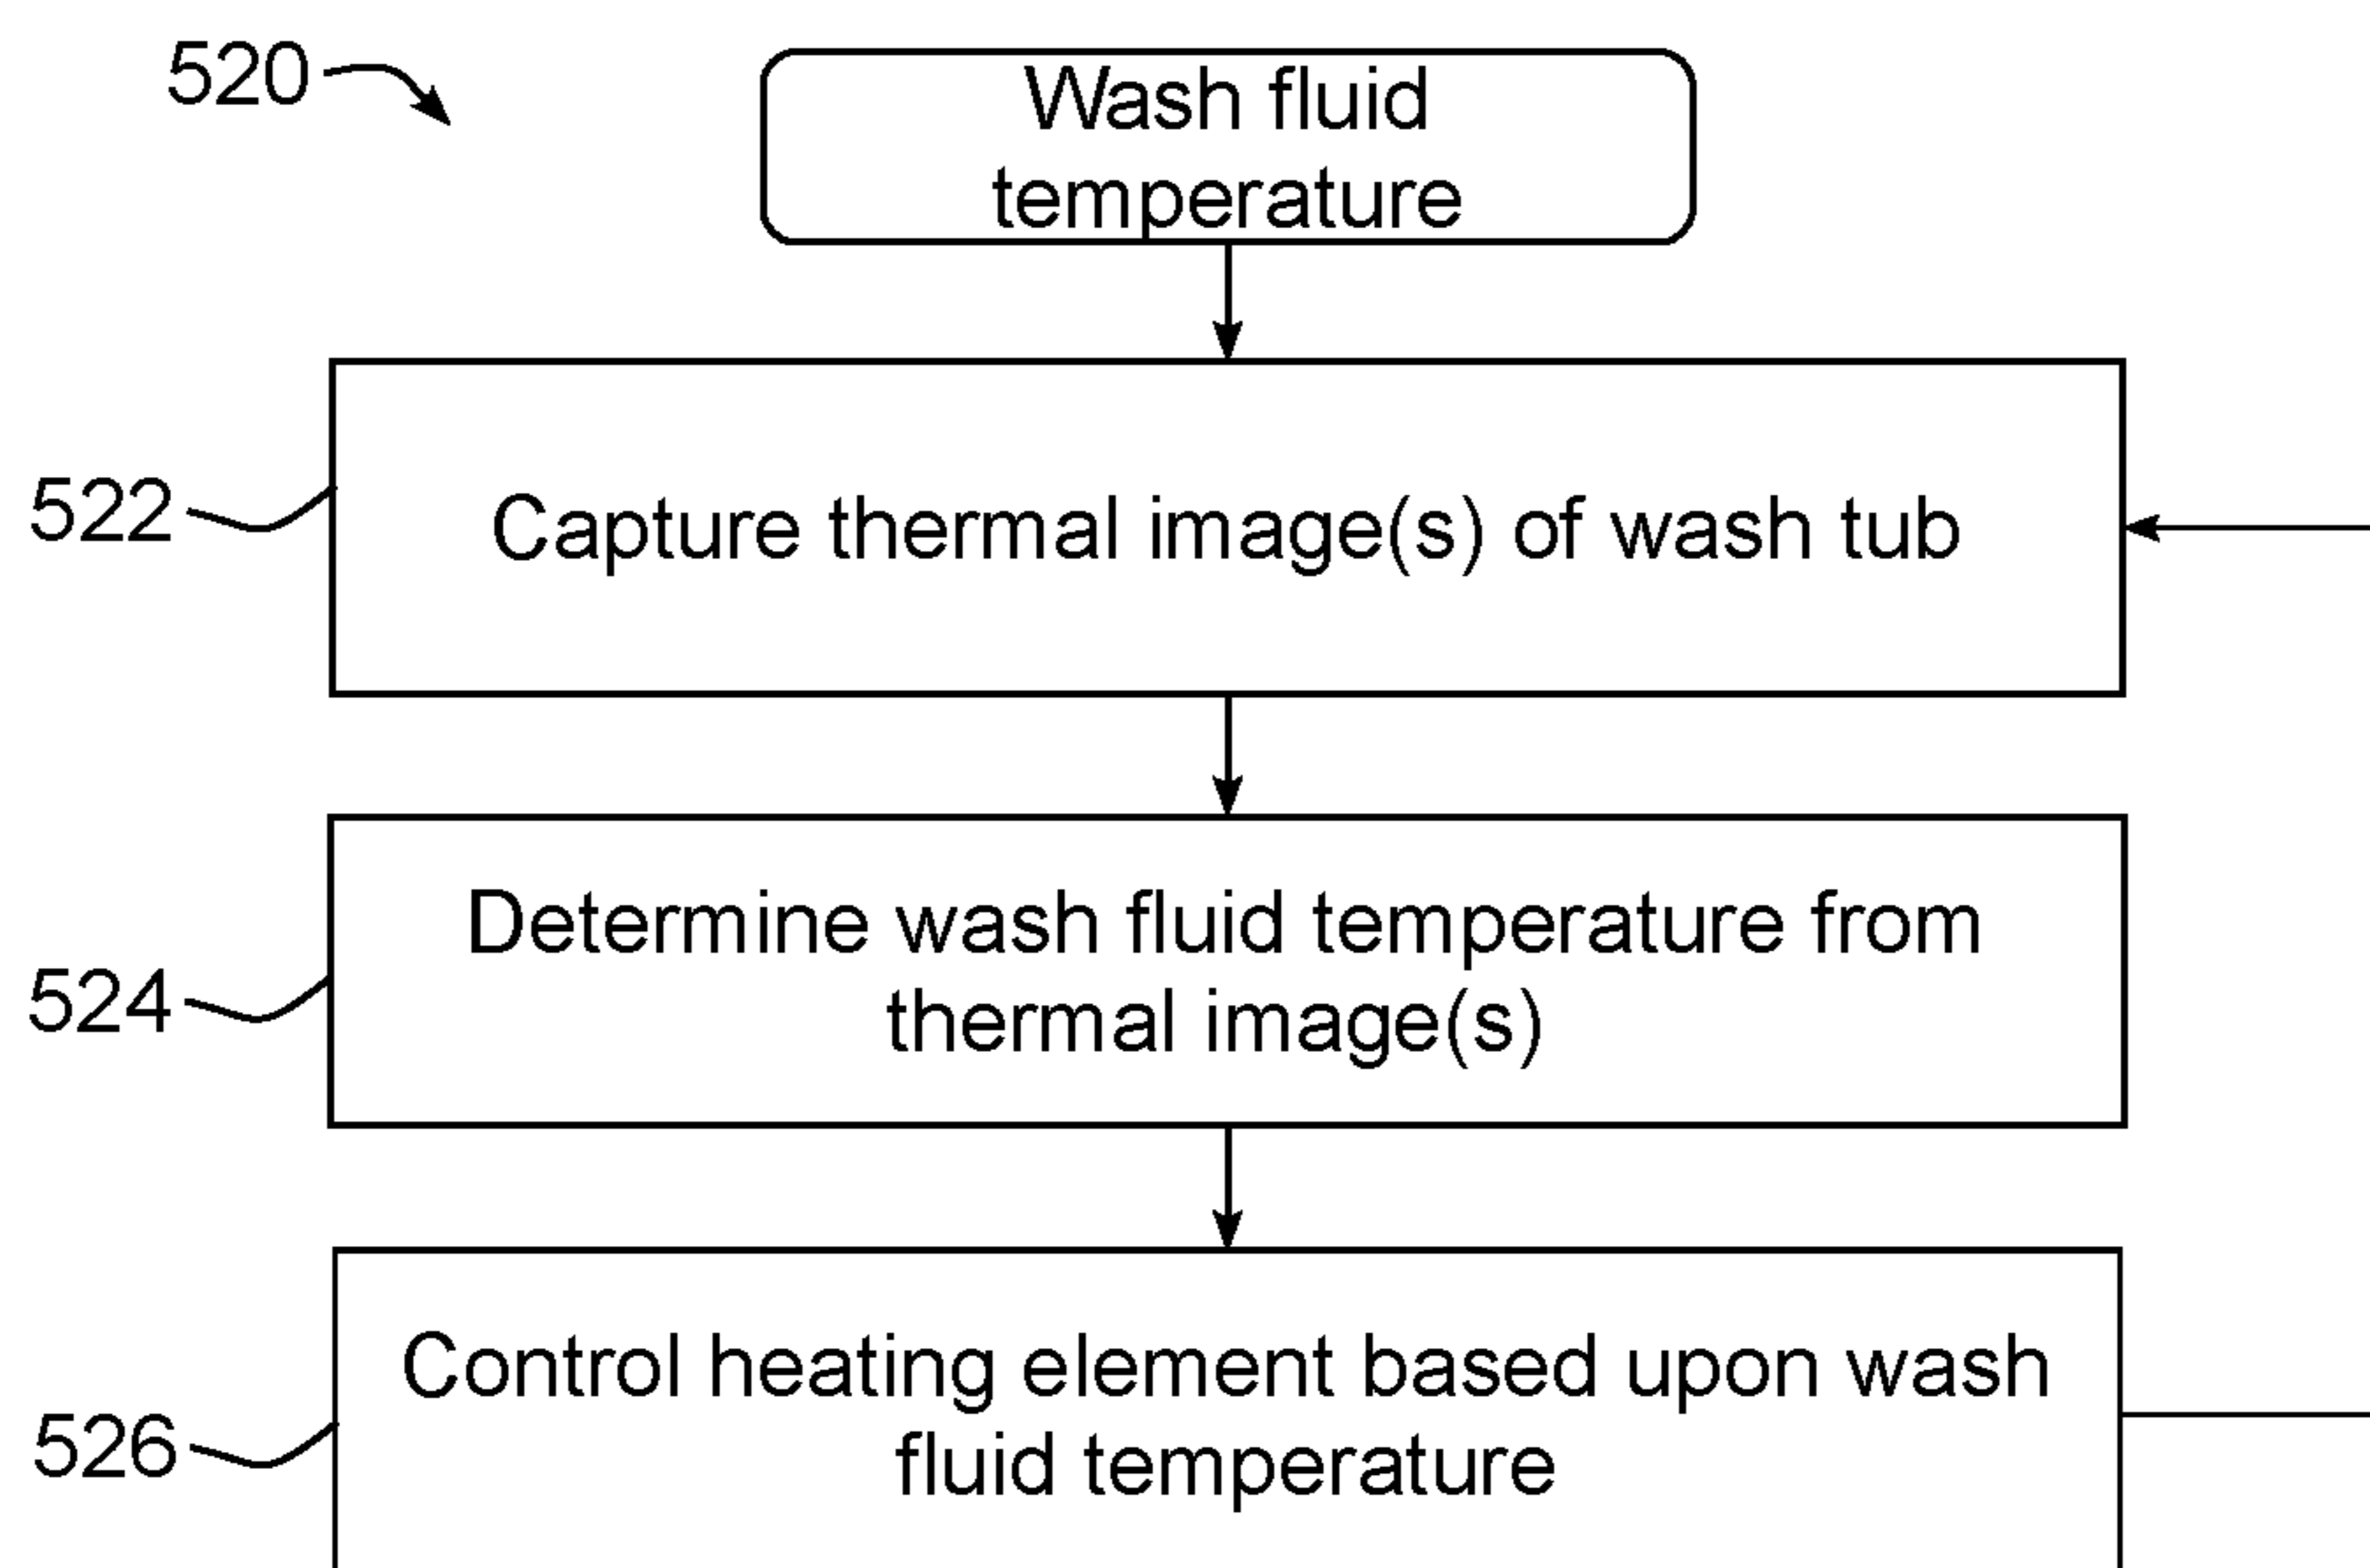 520
Wash fluid
temperature
522
Capture thermal image(s) of wash tub
Determine wash fluid temperature from
524
thermal image(s)
Control heating element based upon wash
526
fluid temperature